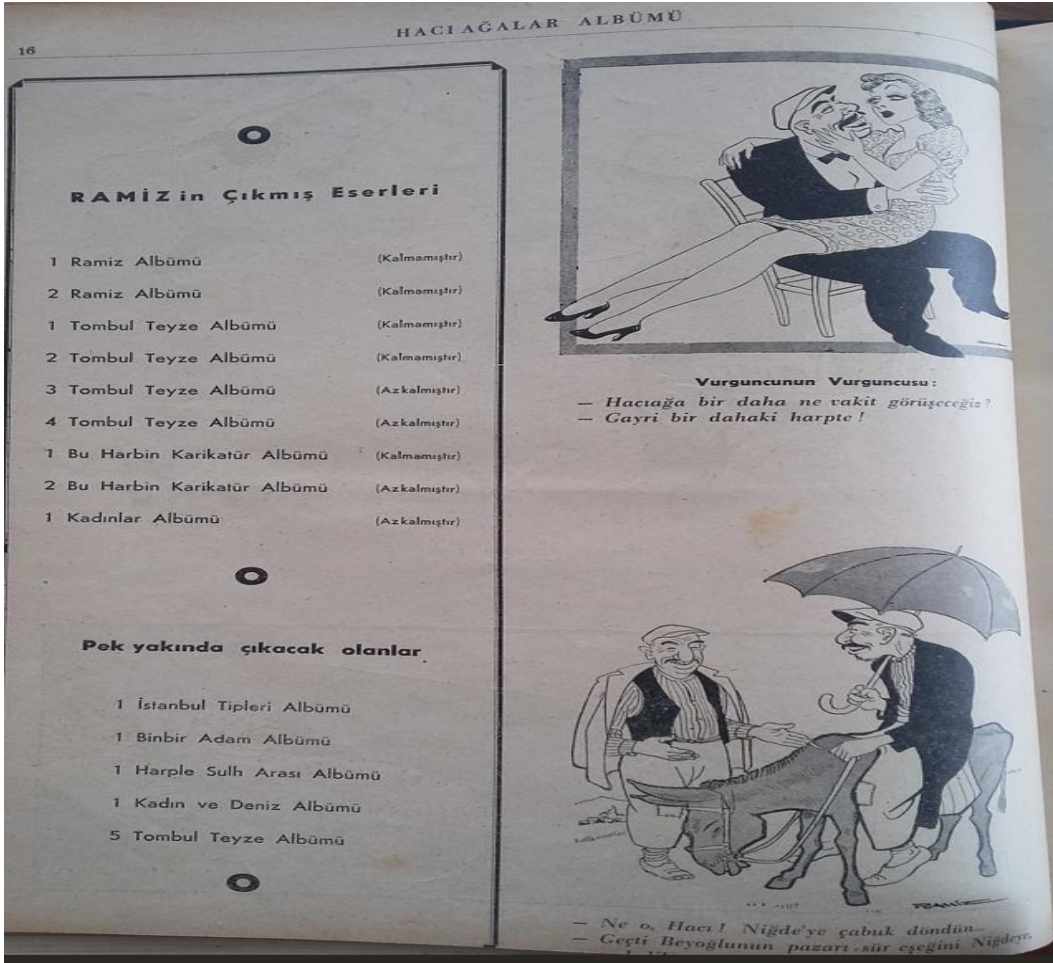 16
HACIAĞALAR ALBÜMÜ
RAMİZin Çıkmış Eserleri
1 Ramiz Albümü (Kalmamıştır)
2 Ramiz Albümü (Kalmamıştır)
1 Tombul Teyze Albümü (Kalmamıştır)
2 Tombul Teyze Albümü (Kalmamıştır)
3 Tombul Teyze Albümü (Azkalmıştır)
4 Tombul Teyze Albümü (Azkalmıştır)
1 Bu Harbin Karikatür Albümü (Kalmamıştır)
2 Bu Harbin Karikatür Albümü (Azkalmıştır)
1 Kadınlar Albümü (Azkalmıştır)
Pek yakında çıkacak olanlar
1 İstanbul Tipleri Albümü
1 Binbir Adam Albümü
1 Harple Sulh Arası Albümü
1 Kadın ve Deniz Albümü
5 Tombul Teyze Albümü
Vurguncunun Vurguncusu:
— Hacıağa bir daha ne vakit görüşeceğiz?
— Gayri bir dahaki harpte!
RAMİZ
— Ne o, Hacı! Niğde'ye çabuk döndün...
— Geçti Beyoğlunun pazarı sür eşeğini Niğdeye,